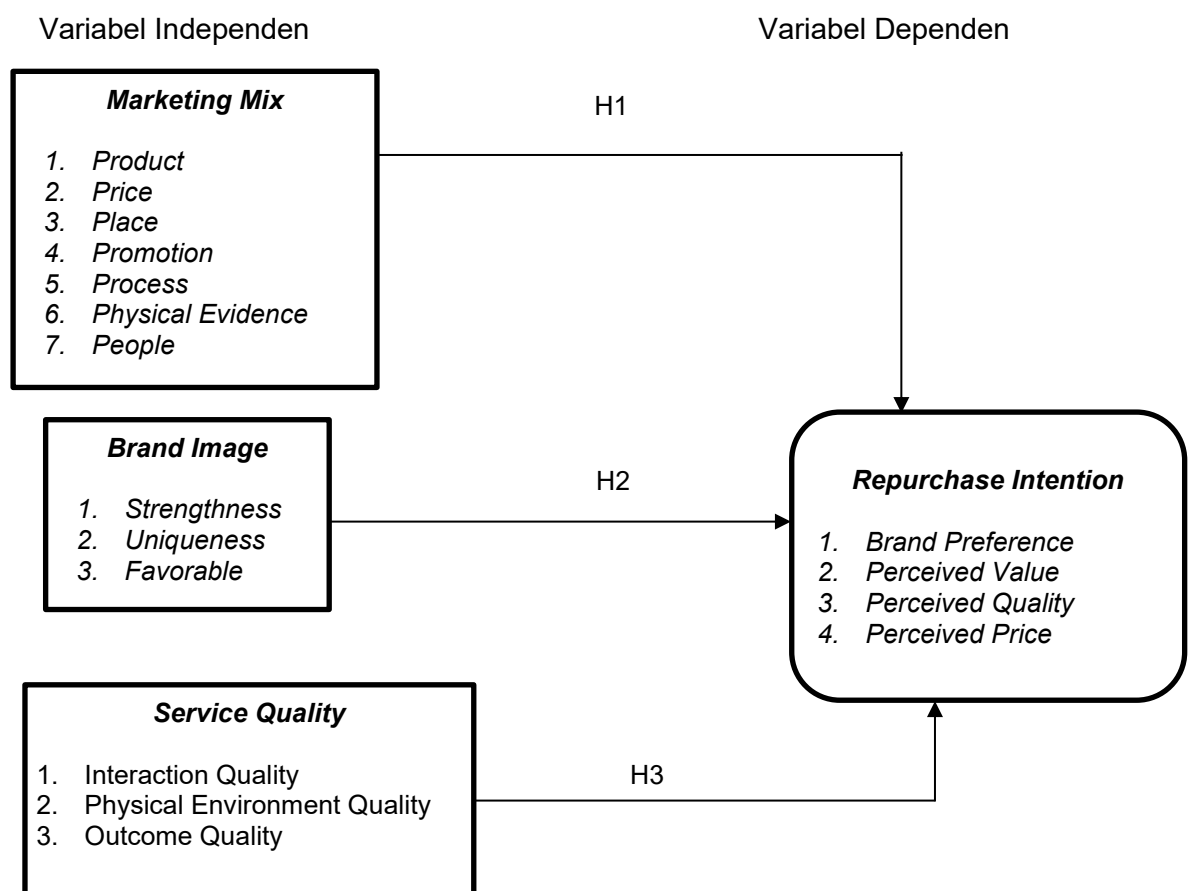 Variabel Independen
Variabel Dependen
Marketing Mix
1. Product
2. Price
3. Place
4. Promotion
5. Process
6. Physical Evidence
7. People
H1
Brand Image
1. Strengthness
2. Uniqueness
3. Favorable
H2
Repurchase Intention
1. Brand Preference
2. Perceived Value
3. Perceived Quality
4. Perceived Price
Service Quality
1. Interaction Quality
2. Physical Environment Quality
3. Outcome Quality
H3